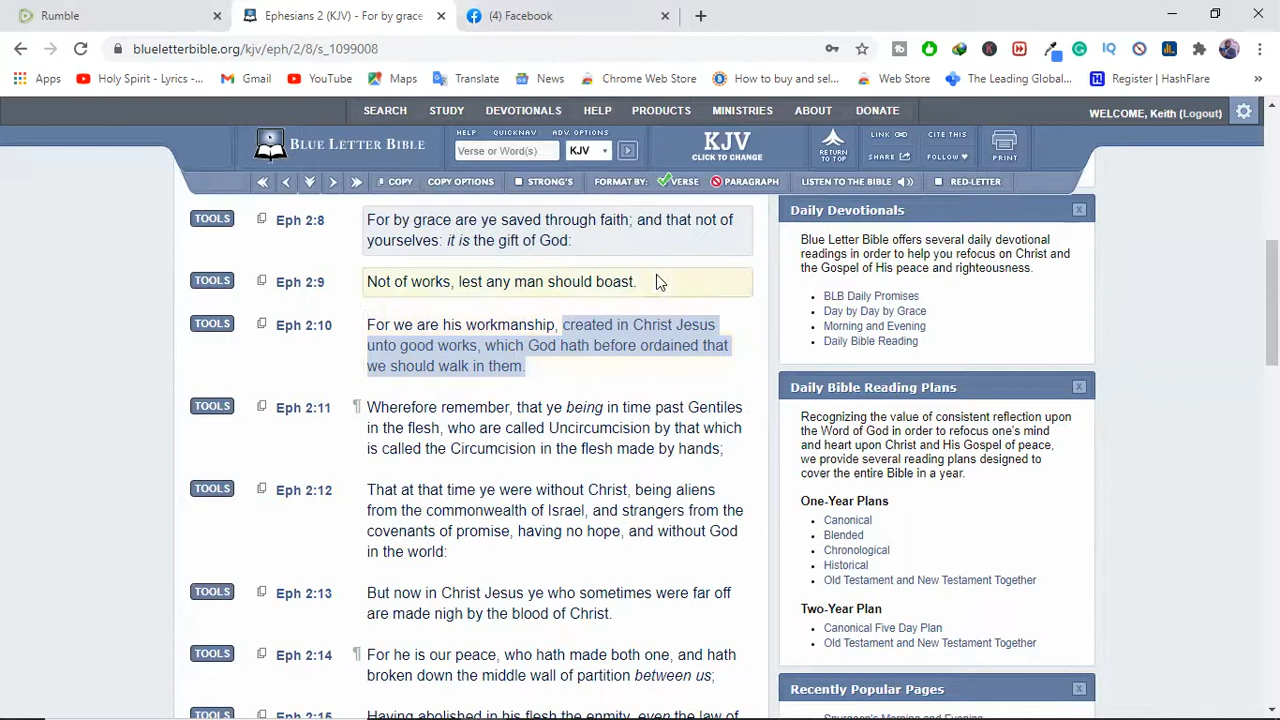 Rumble
Ephesians 2 (KJV) - For by grace
(4) Facebook
blueletterbible.org/kjv/eph/2/8/s_1099008
Apps
Holy Spirit - Lyrics -...
Gmail
YouTube
Maps
Translate
News
Chrome Web Store
How to buy and sel...
Web Store
The Leading Global...
Register | HashFlare
SEARCH STUDY DEVOTIONALS HELP PRODUCTS MINISTRIES ABOUT DONATE
WELCOME, Keith (Logout)
BLUE LETTER BIBLE
HELP QUICKNAV ADV. OPTIONS
Verse or Word(s)
KJV
KJV
CLICK TO CHANGE
RETURN
TO TOP
LINK
SHARE
CITE THIS
FOLLOW
PRINT
COPY COPY OPTIONS STRONG'S FORMAT BY: VERSE PARAGRAPH LISTEN TO THE BIBLE RED-LETTER
TOOLS Eph 2:8 For by grace are ye saved through faith; and that not of
yourselves: it is the gift of God:
TOOLS Eph 2:9 Not of works, lest any man should boast.
TOOLS Eph 2:10 For we are his workmanship, created in Christ Jesus
unto good works, which God hath before ordained that
we should walk in them.
TOOLS Eph 2:11 ¶ Wherefore remember, that ye being in time past Gentiles
in the flesh, who are called Uncircumcision by that which
is called the Circumcision in the flesh made by hands;
TOOLS Eph 2:12 That at that time ye were without Christ, being aliens
from the commonwealth of Israel, and strangers from the
covenants of promise, having no hope, and without God
in the world:
TOOLS Eph 2:13 But now in Christ Jesus ye who sometimes were far off
are made nigh by the blood of Christ.
TOOLS Eph 2:14 ¶ For he is our peace, who hath made both one, and hath
broken down the middle wall of partition between us;
TOOLS Eph 2:15 Having abolished in his flesh the enmity, even the law of
Daily Devotionals
Blue Letter Bible offers several daily devotional
readings in order to help you refocus on Christ and
the Gospel of His peace and righteousness.
BLB Daily Promises
Day by Day by Grace
Morning and Evening
Daily Bible Reading
Daily Bible Reading Plans
Recognizing the value of consistent reflection upon
the Word of God in order to refocus one's mind
and heart upon Christ and His Gospel of peace,
we provide several reading plans designed to
cover the entire Bible in a year.
One-Year Plans
Canonical
Blended
Chronological
Historical
Old Testament and New Testament Together
Two-Year Plan
Canonical Five Day Plan
Old Testament and New Testament Together
Recently Popular Pages
Spurgeon's Morning and Evening